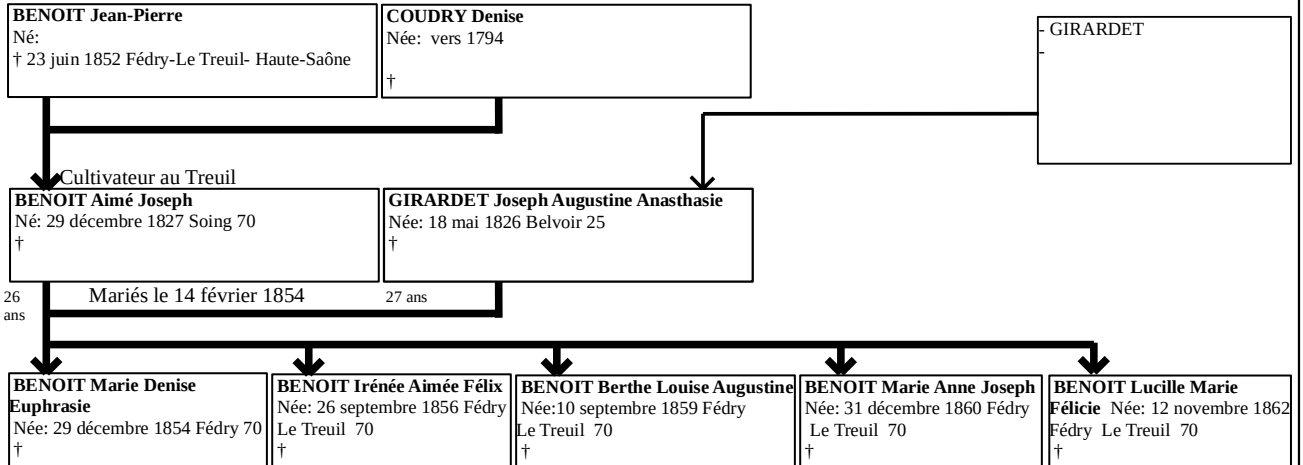 BENOIT Jean-Pierre
Né:
† 23 juin 1852 Fédry-Le Treuil- Haute-Saône
COUDRY Denise
Née:  vers 1794
†
- GIRARDET
-
Cultivateur au Treuil
BENOIT Aimé Joseph
Né: 29 décembre 1827 Soing 70
†
GIRARDET Joseph Augustine Anasthasie
Née: 18 mai 1826 Belvoir 25
†
26
ans
Mariés le 14 février 1854
27 ans
BENOIT Marie Denise
Euphrasie
Née: 29 décembre 1854 Fédry 70
†
BENOIT Irénée Aimée Félix
Née: 26 septembre 1856 Fédry
Le Treuil  70
†
BENOIT Berthe Louise Augustine
Née:10 septembre 1859 Fédry
Le Treuil  70
†
BENOIT Marie Anne Joseph
Née: 31 décembre 1860 Fédry
Le Treuil  70
†
BENOIT Lucille Marie
Félicie  Née: 12 novembre 1862
Fédry  Le Treuil  70
†